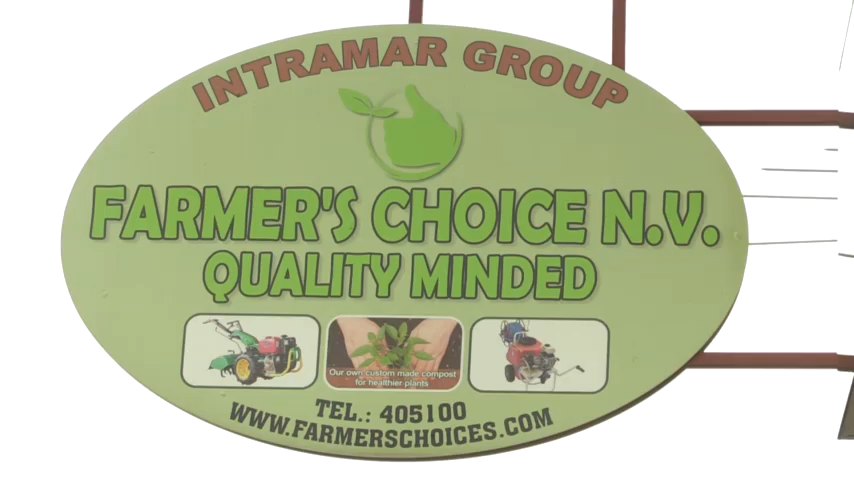 INTRAMAR GROUP
FARMER'S CHOICE N.V.
QUALITY MINDED
Our own custom made compost
for healthier plants
TEL.: 405100
WWW.FARMERSCHOICES.COM